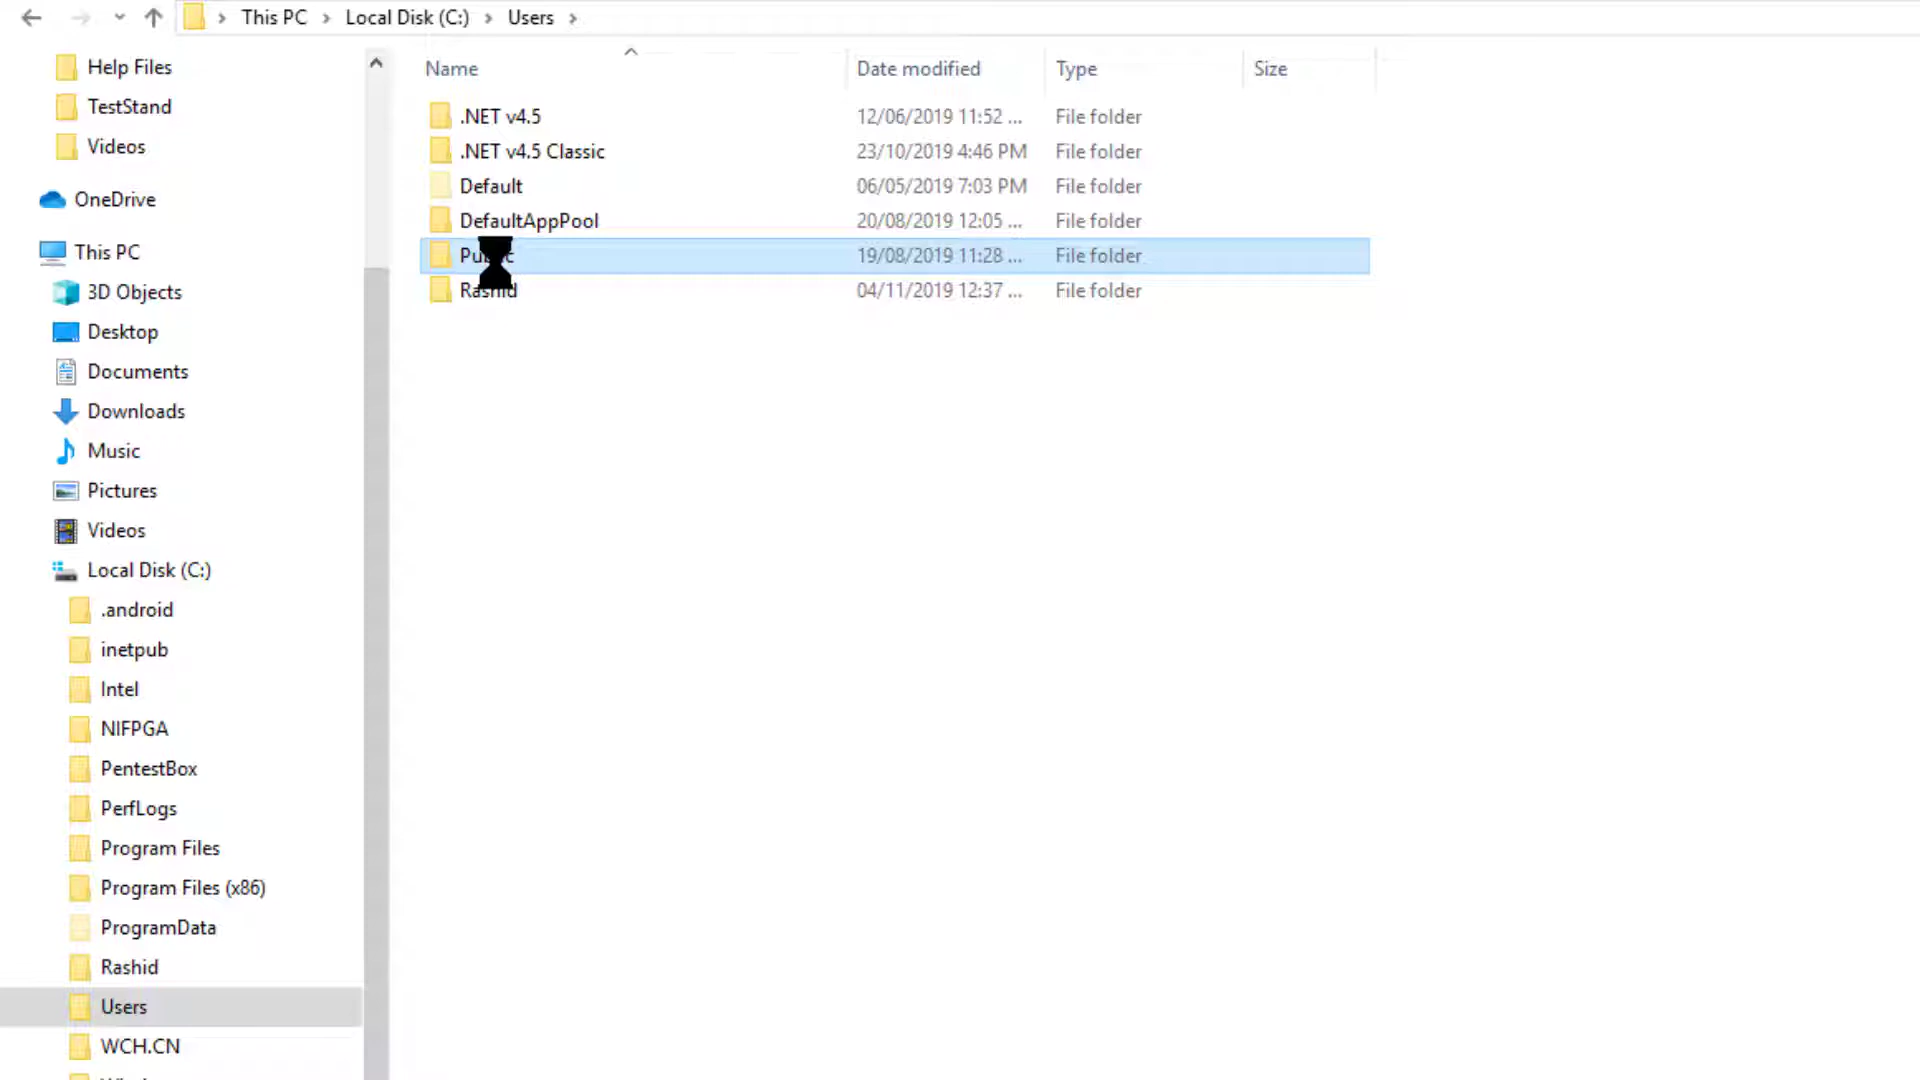 This PC > Local Disk (C:) > Users >
Help Files
TestStand
Videos
OneDrive
This PC
3D Objects
Desktop
Documents
Downloads
Music
Pictures
Videos
Local Disk (C:)
.android
inetpub
Intel
NIFPGA
PentestBox
PerfLogs
Program Files
Program Files (x86)
ProgramData
Rashid
Users
WCH.CN
Name Date modified Type Size
.NET v4.5 12/06/2019 11:52 ... File folder
.NET v4.5 Classic 23/10/2019 4:46 PM File folder
Default 06/05/2019 7:03 PM File folder
DefaultAppPool 20/08/2019 12:05 ... File folder
Public 19/08/2019 11:28 ... File folder
Rashid 04/11/2019 12:37 ... File folder